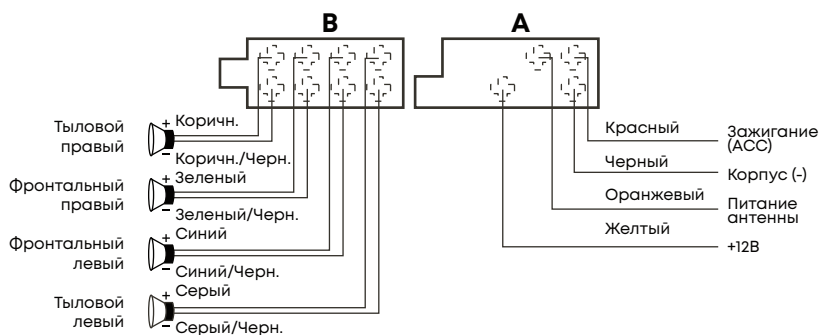 B
A
+ Коричн.
Тыловой
правый
−
Коричн./Черн.
+ Зеленый
Фронтальный
правый
−
Зеленый/Черн.
+ Синий
Фронтальный
левый
−
Синий/Черн.
+ Серый
Тыловой
левый
− Серый/Черн.
Красный
Зажигание
(ACC)
Черный
Корпус (-)
Оранжевый
Питание
антенны
Желтый
+12В